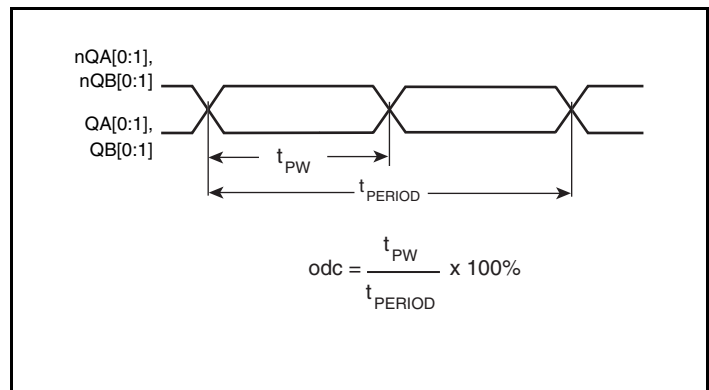 nQA[0:1],
nQB[0:1]
QA[0:1],
QB[0:1]
tPW
tPERIOD
odc = tPW / tPERIOD x 100%